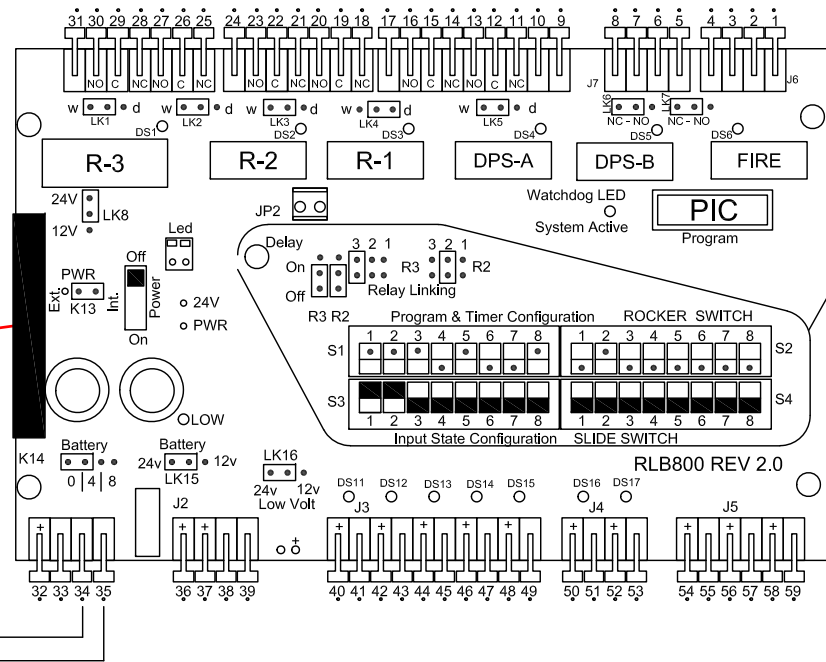 31 30 29 28 27 26 25 24 23 22 21 20 19 18 17 16 15 14 13 12 11 10 9 8 7 6 5 4 3 2 1
NO C NC NO C NC NO C NC NO C NC NO C NC NO C NC
J7 J6
w d w d w d w d w d
LK1 LK2 LK3 LK4 LK5
LK6 LK7
NC - NO NC - NO
DS1 DS2 DS3 DS4 DS5 DS6
R-3 R-2 R-1 DPS-A DPS-B FIRE
24V
LK8
12V
JP2
Watchdog LED
System Active
PIC
Program
Led
Delay
On
Off
R3 R2
3 2 1
R3
3 2 1
R2
Relay Linking
Off
Int.
Power
On
PWR
Ext.
K13
24V
PWR
Program & Timer Configuration ROCKER SWITCH
1 2 3 4 5 6 7 8 1 2 3 4 5 6 7 8
S1 S2
S3 S4
1 2 3 4 5 6 7 8 1 2 3 4 5 6 7 8
Input State Configuration SLIDE SWITCH
LOW
K14
Battery
0 4 8
Battery
24v 12v
LK15
LK16
24v 12v
Low Volt
RLB800 REV 2.0
DS11 DS12 DS13 DS14 DS15 DS16 DS17
J2 J3 J4 J5
+ + + + + + + + + + + + + +
32 33 34 35 36 37 38 39 40 41 42 43 44 45 46 47 48 49 50 51 52 53 54 55 56 57 58 59